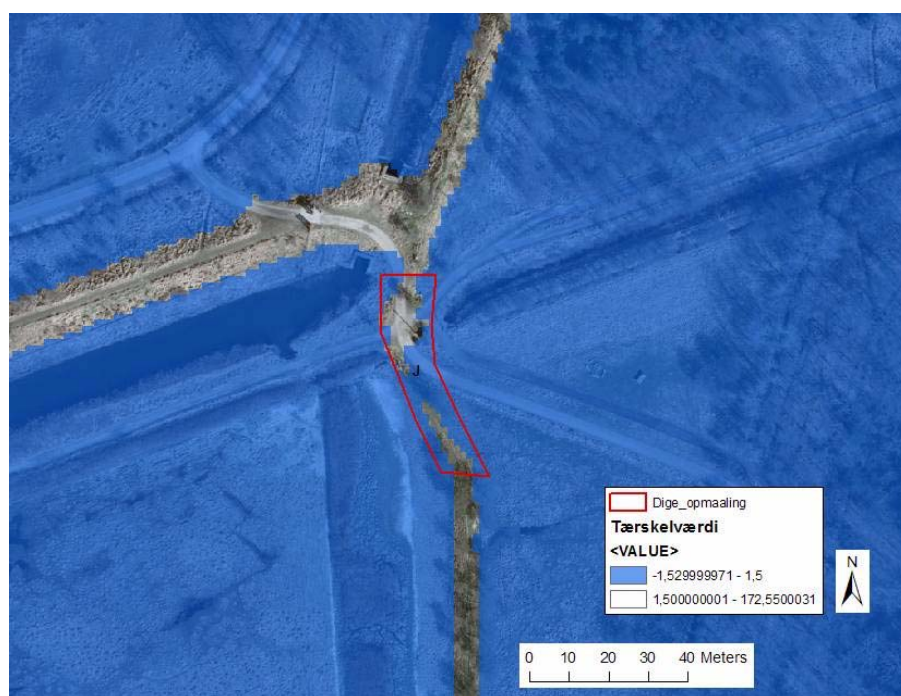 J
Dige_opmaaling
Tærskelværdi
<VALUE>
-1,529999971 - 1,5
1,500000001 - 172,5500031
N
0 10 20 30 40 Meters